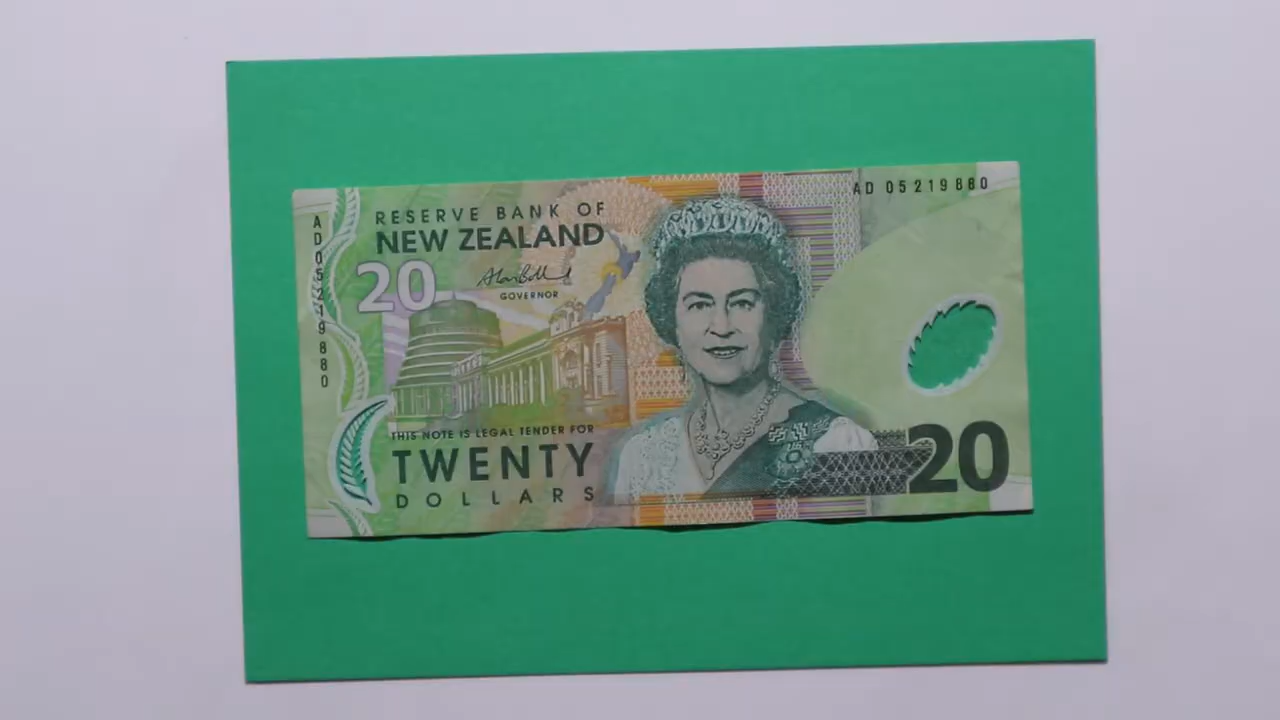 AD 05219880
RESERVE BANK OF
NEW ZEALAND
20
GOVERNOR
AD05219880
THIS NOTE IS LEGAL TENDER FOR
TWENTY
DOLLARS
20